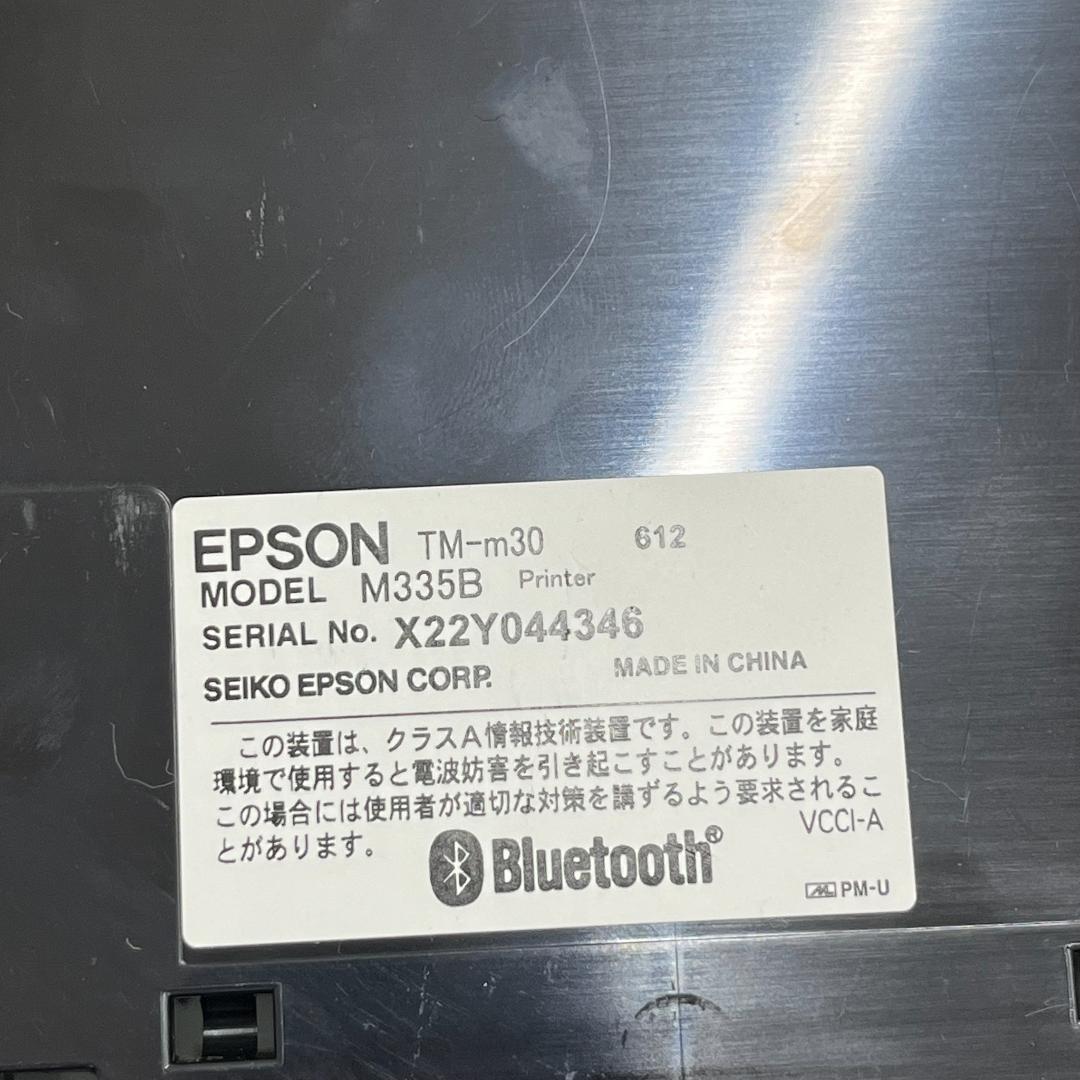 EPSON TM-m30 612
MODEL M335B Printer
SERIAL No. X22Y044346
SEIKO EPSON CORP. MADE IN CHINA
この装置は、クラスA情報技術装置です。この装置を家庭
環境で使用すると電波妨害を引き起こすことがあります。
この場合には使用者が適切な対策を講ずるよう要求されるこ
とがあります。 VCCI-A
Bluetooth®
PM-U